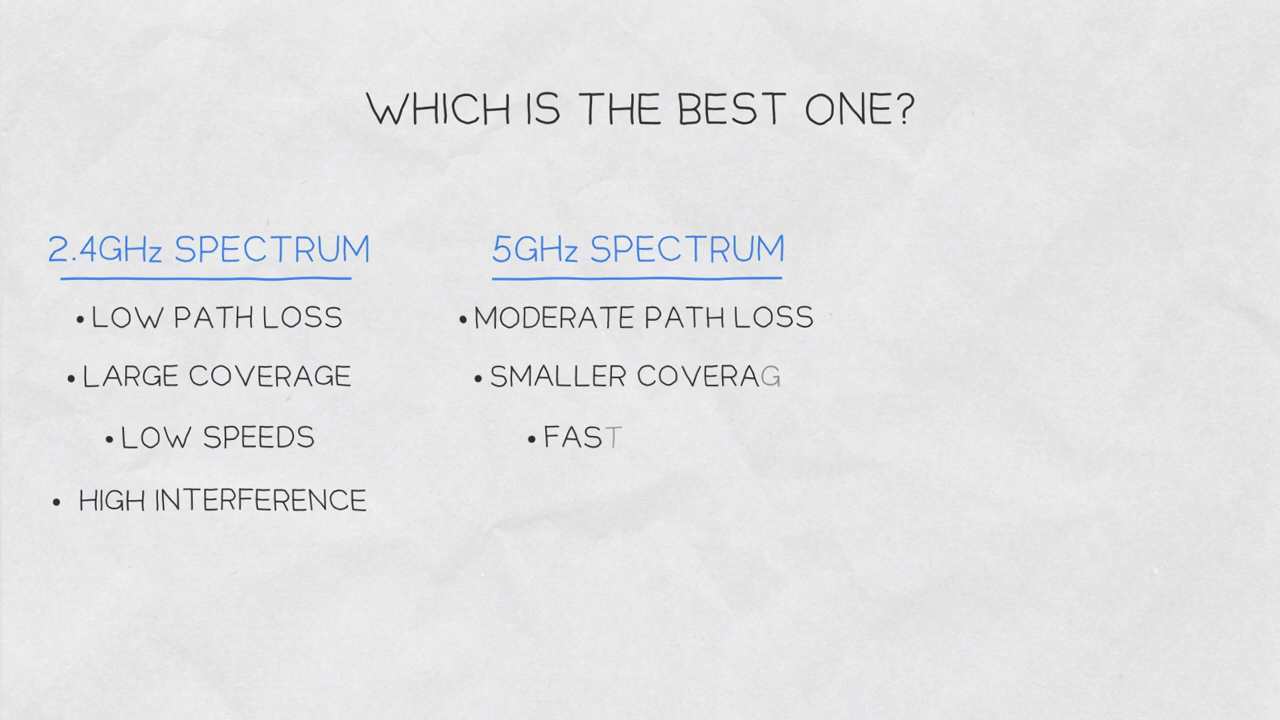 WHICH IS THE BEST ONE?
2.4GHz SPECTRUM
• LOW PATH LOSS
• LARGE COVERAGE
• LOW SPEEDS
• HIGH INTERFERENCE
5GHz SPECTRUM
• MODERATE PATH LOSS
• SMALLER COVERAG
• FAST